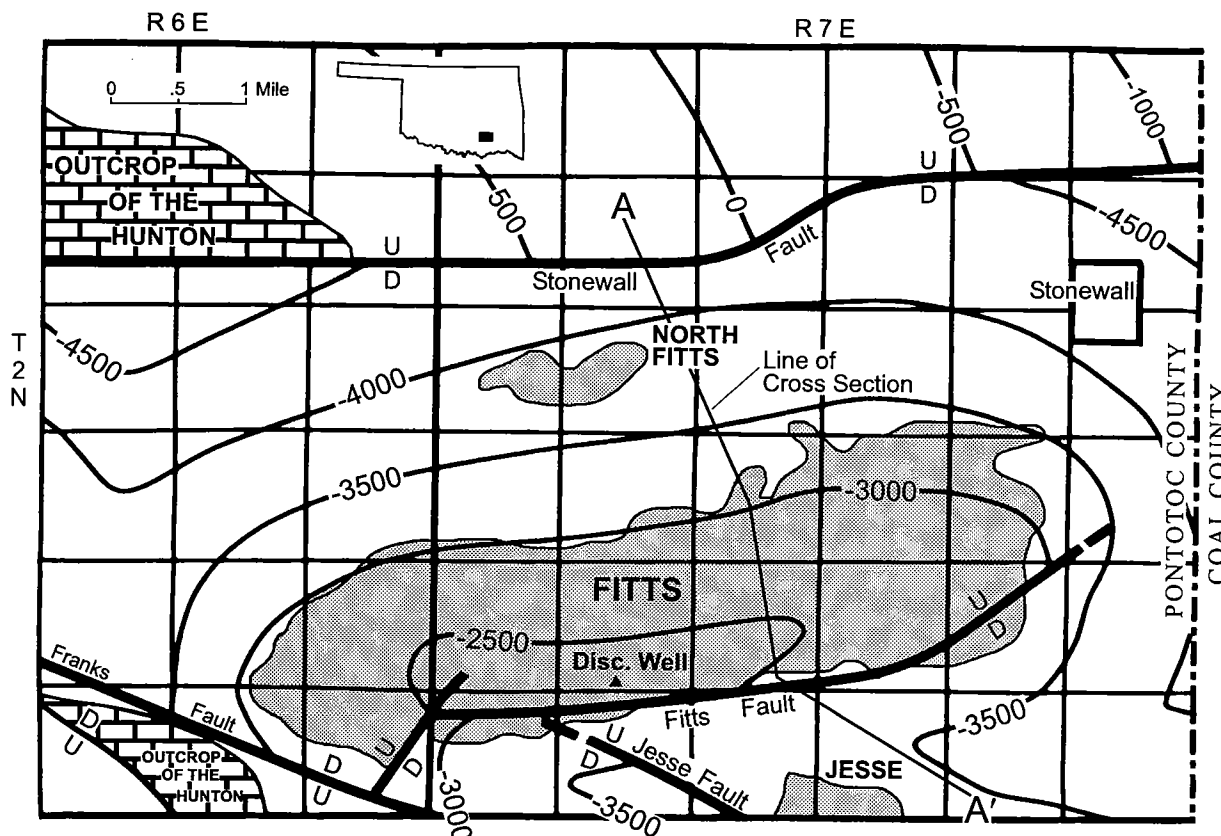 R 6 E
R 7 E
0 .5 1 Mile
-500
-1000
OUTCROP
OF THE
HUNTON
-500
A
0
U
D
-4500
U
D
Fault
Stonewall
Stonewall
T
2
N
-4500
NORTH
FITTS
Line of
Cross Section
-4000
PONTOTOC COUNTY
COAL COUNTY
-3500
-3000
FITTS
U
D
-2500
Disc. Well
Franks
Fault
Fitts
Fault
-3500
D
U
U
D
U
D
Jesse Fault
D
U
OUTCROP
OF THE
HUNTON
-3000
-3500
JESSE
A'